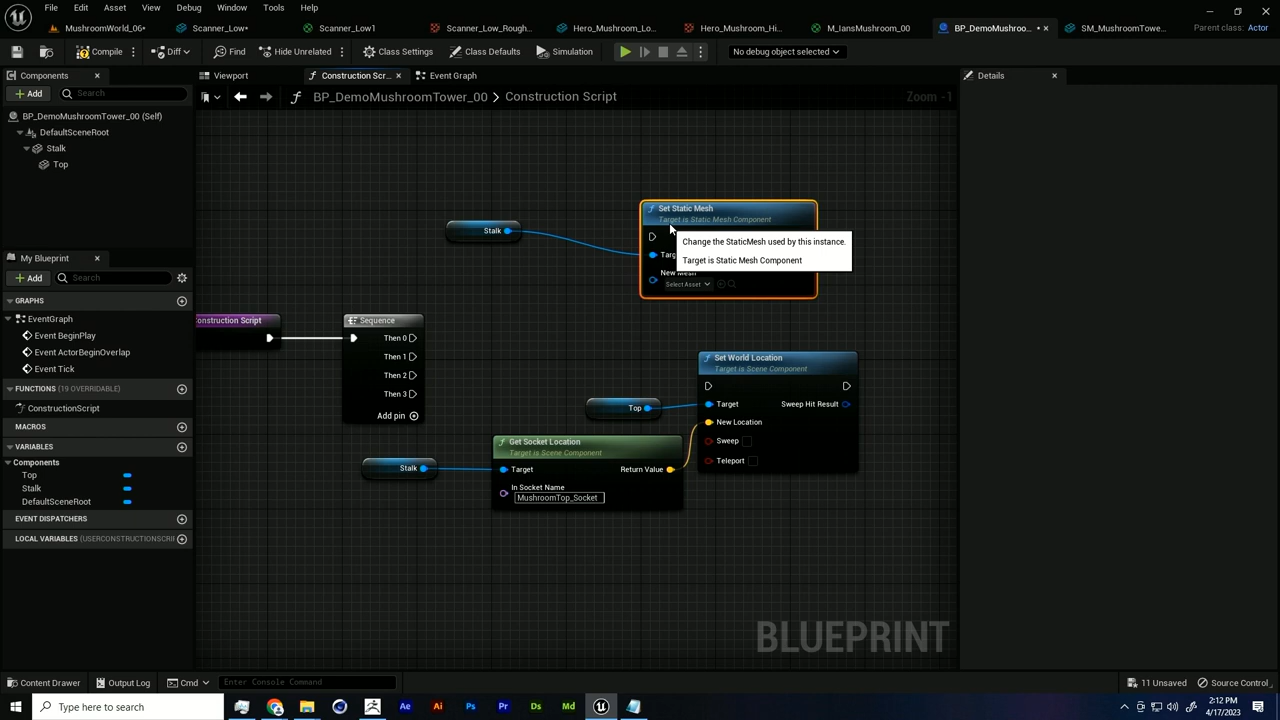 File Edit Asset View Debug Window Tools Help
MushroomWorld_06* Scanner_Low* Scanner_Low1 Scanner_Low_Rough... Hero_Mushroom_Lo... Hero_Mushroom_Hi... M_IansMushroom_00 BP_DemoMushroo... SM_MushroomTowe... Parent class: Actor
Compile Diff Find Hide Unrelated Class Settings Class Defaults Simulation No debug object selected
Components Viewport Construction Scr... Event Graph Details
Add Search BP_DemoMushroomTower_00 > Construction Script Zoom -1
BP_DemoMushroomTower_00 (Self)
DefaultSceneRoot
Stalk
Top
My Blueprint
Add Search
GRAPHS
EventGraph
Event BeginPlay
Event ActorBeginOverlap
Event Tick
FUNCTIONS (19 OVERRIDABLE)
ConstructionScript
MACROS
VARIABLES
Components
Top
Stalk
DefaultSceneRoot
EVENT DISPATCHERS
LOCAL VARIABLES (USERCONSTRUCTIONSCRI
Stalk
Set Static Mesh
Target is Static Mesh Component
Change the StaticMesh used by this instance.
Target is Static Mesh Component
New Mesh
Select Asset
onstruction Script
Sequence
Then 0
Then 1
Then 2
Then 3
Add pin
Set World Location
Target is Scene Component
Top
Target Sweep Hit Result
New Location
Sweep
Teleport
Get Socket Location
Target is Scene Component
Stalk
Target Return Value
In Socket Name
MushroomTop_Socket
BLUEPRINT
Content Drawer Output Log Cmd Enter Console Command 11 Unsaved Source Control
Type here to search Ae Ai Ps Pr Ds Md 2:12 PM
4/17/2023